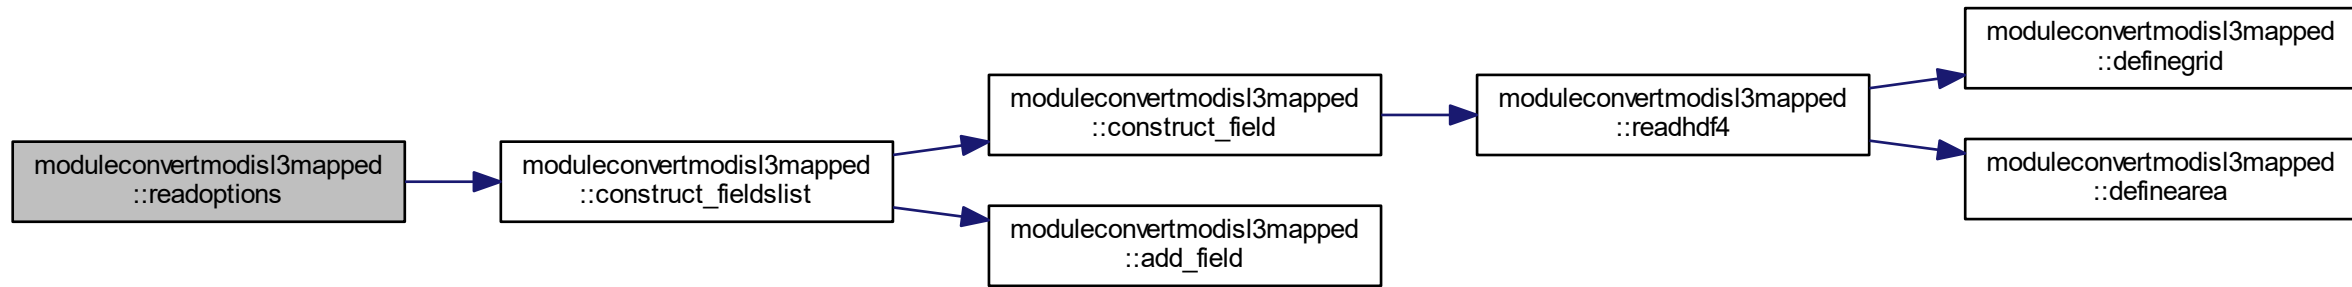 moduleconvertmodisl3mapped
::readoptions
moduleconvertmodisl3mapped
::construct_fieldslist
moduleconvertmodisl3mapped
::construct_field
moduleconvertmodisl3mapped
::add_field
moduleconvertmodisl3mapped
::readhdf4
moduleconvertmodisl3mapped
::definegrid
moduleconvertmodisl3mapped
::definearea